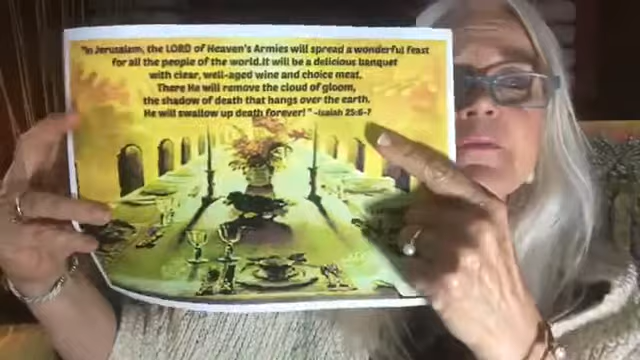 "In Jerusalem, the LORD of Heaven's Armies will spread a wonderful feast
for all the people of the world.It will be a delicious banquet
with clear, well-aged wine and choice meat.
There He will remove the cloud of gloom,
the shadow of death that hangs over the earth.
He will swallow up death forever! " ~Isaiah 25:6-7